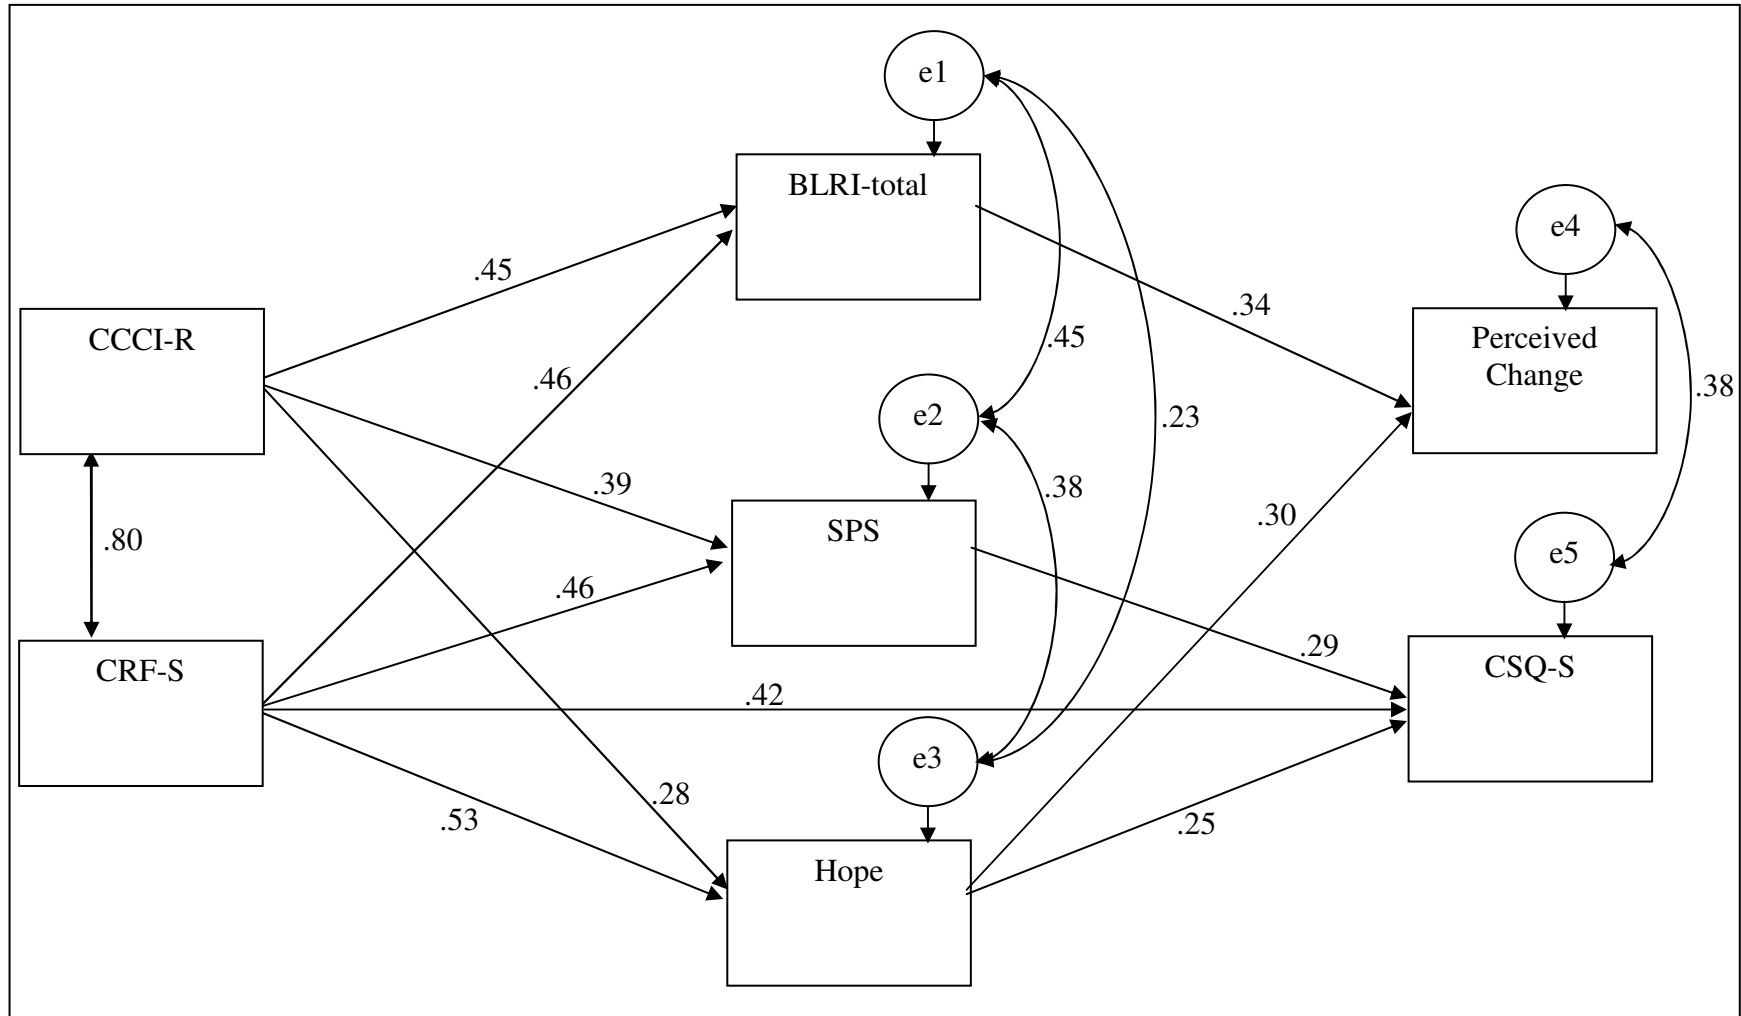 e1
BLRI-total
e4
.45
.34
CCCI-R
Perceived
Change
.45
.46
.38
e2
.23
.39
.38
.30
SPS
.80
e5
.46
.29
CRF-S
CSQ-S
.42
e3
.28
.53
.25
Hope